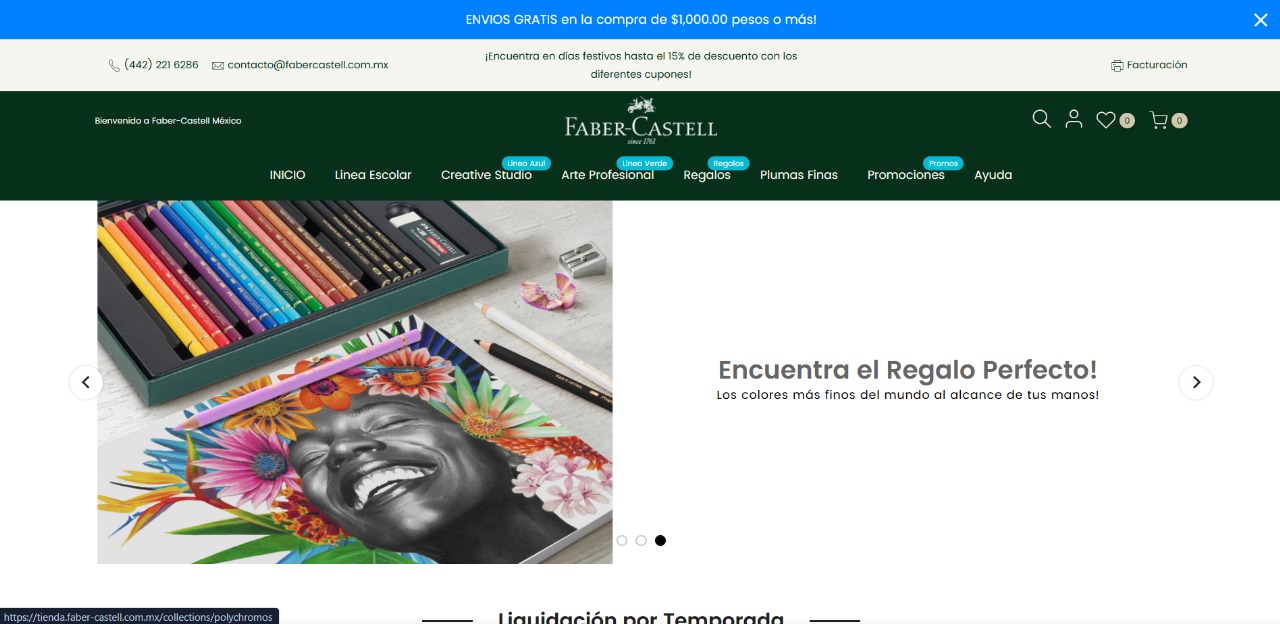 ENVIOS GRATIS en la compra de $1,000.00 pesos o más!
(442) 221 6286
contacto@fabercastell.com.mx
¡Encuentra en días festivos hasta el 15% de descuento con los
diferentes cupones!
Facturación
Bienvenido a Faber-Castell México
FABER-CASTELL
since 1761
0
0
Linea Azul
Linea Verde
Regalos
Promos
INICIO
Linea Escolar
Creative Studio
Arte Profesional
Regalos
Plumas Finas
Promociones
Ayuda
FABER-CASTELL
Encuentra el Regalo Perfecto!
Los colores más finos del mundo al alcance de tus manos!
Liquidación por Temporada
https://tienda.faber-castell.com.mx/collections/polychromos